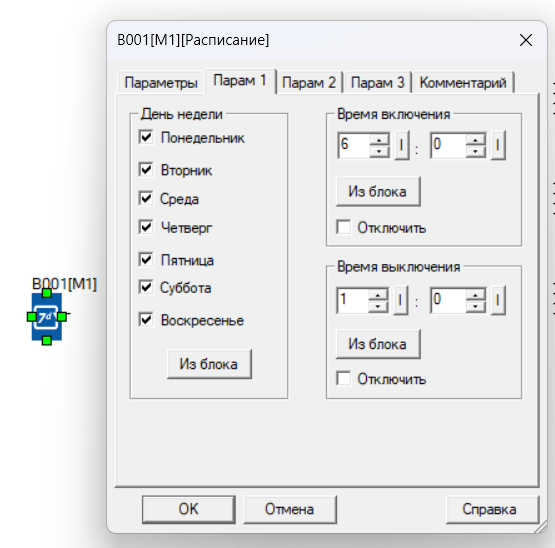 B001[M1][Расписание]
Параметры Парам 1 Парам 2 Парам 3 Комментарий
День недели
Понедельник
Вторник
Среда
Четверг
Пятница
Суббота
Воскресенье
Из блока
Время включения
6 I : 0 I
Из блока
Отключить
Время выключения
1 I : 0 I
Из блока
Отключить
B001[M1]
7d
OK Отмена Справка